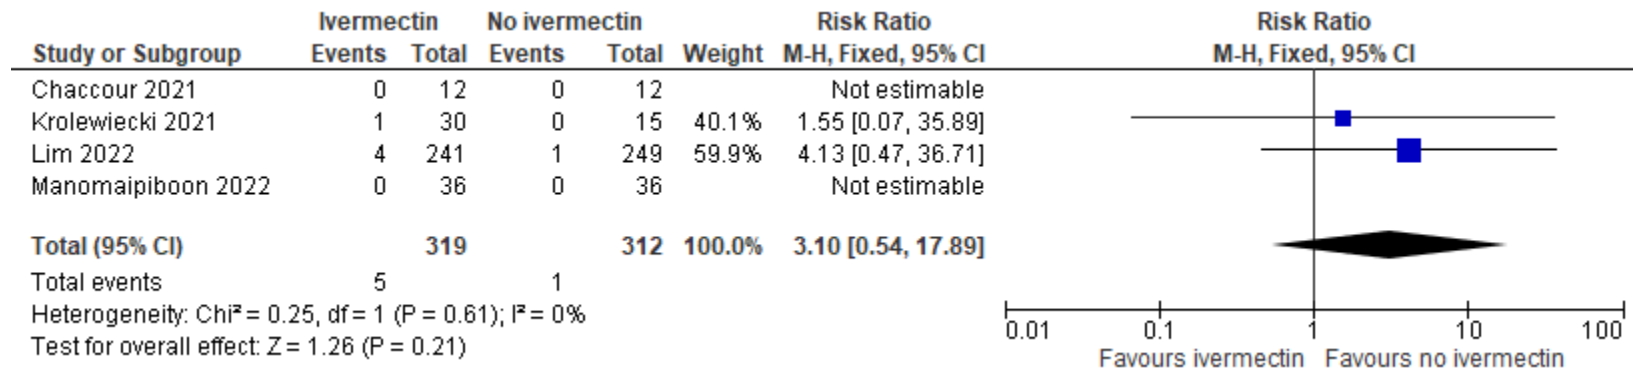 Ivermectin No ivermectin Risk Ratio Risk Ratio
Study or Subgroup Events Total Events Total Weight M-H, Fixed, 95% CI M-H, Fixed, 95% CI
Chaccour 2021 0 12 0 12 Not estimable
Krolewiecki 2021 1 30 0 15 40.1% 1.55 [0.07, 35.89]
Lim 2022 4 241 1 249 59.9% 4.13 [0.47, 36.71]
Manomaipiboon 2022 0 36 0 36 Not estimable
Total (95% CI) 319 312 100.0% 3.10 [0.54, 17.89]
Total events 5 1
Heterogeneity: Chi² = 0.25, df = 1 (P = 0.61); I² = 0%
Test for overall effect: Z = 1.26 (P = 0.21)
0.01 0.1 1 10 100
Favours ivermectin Favours no ivermectin